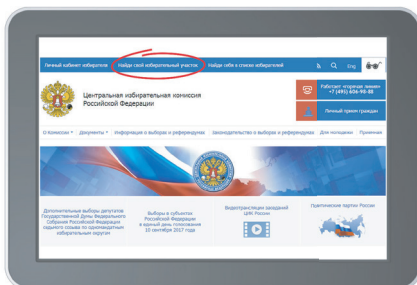 Личный кабинет избирателя Найди свой избирательный участок Найди себя в списке избирателей Eng
Центральная избирательная комиссия
Российской Федерации
Работает «горячая линия»
+7 (495) 606-98-88
Личный прием граждан
О Комиссии Документы Информация о выборах и референдумах Законодательство о выборах и референдумах Для молодежи Приемная
Дополнительные выборы депутатов
Государственной Думы Федерального
Собрания Российской Федерации
седьмого созыва по одномандатным
избирательным округам
Выборы в субъектах
Российской Федерации
в единый день голосования
10 сентября 2017 года
Видеотрансляции заседаний
ЦИК России
Политические партии России